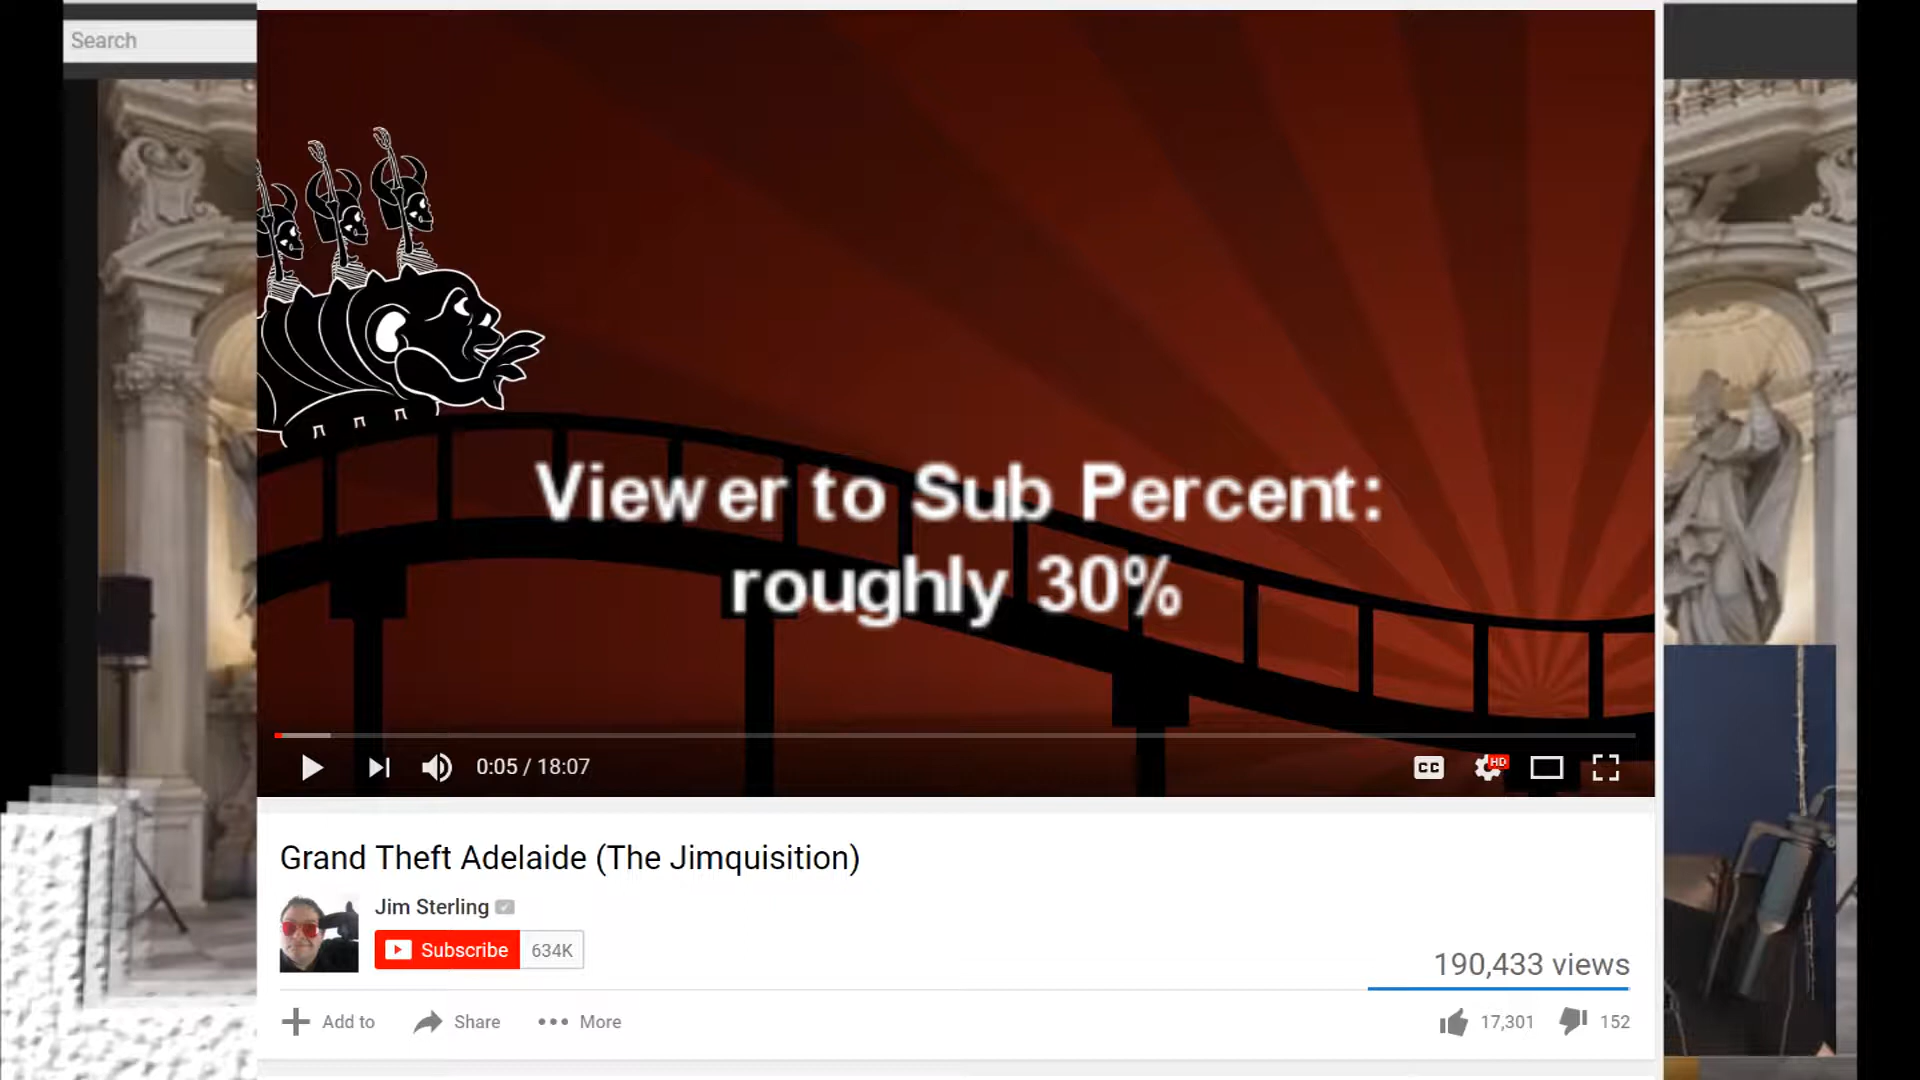 Search
Viewer to Sub Percent:
roughly 30%
0:05 / 18:07
CC
HD
Grand Theft Adelaide (The Jimquisition)
Jim Sterling
Subscribe 634K
190,433 views
Add to Share More
17,301 152